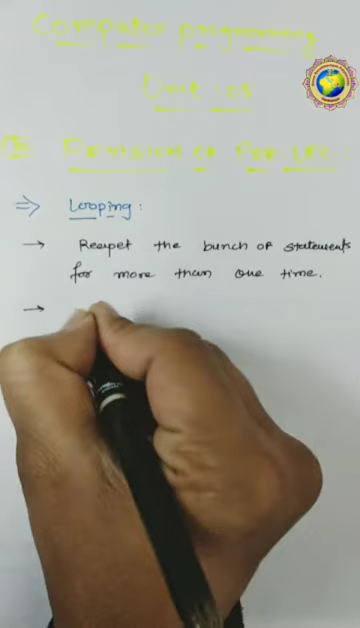 Computer programming
Unit :05
Revision of Pre Lec :
⇒ Looping :
→ Reapet the bunch of statements
for more than one time.
→